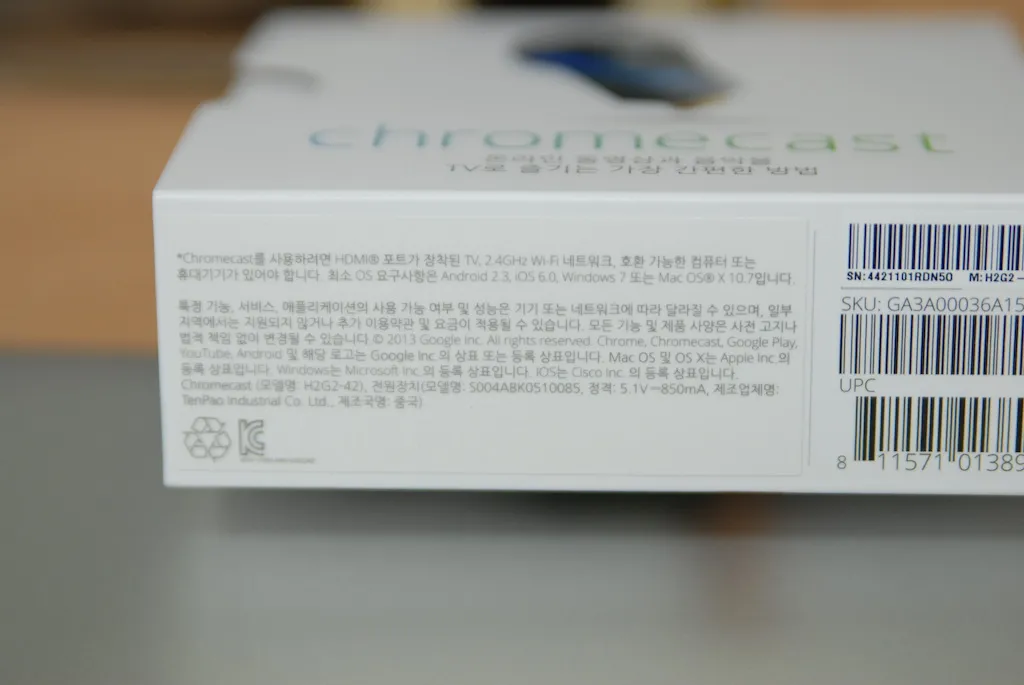 chromecast
온라인 동영상과 음악을
TV로 즐기는 가장 간편한 방법
*Chromecast를 사용하려면 HDMI® 포트가 장착된 TV, 2.4GHz Wi-Fi 네트워크, 호환 가능한 컴퓨터 또는
휴대기기가 있어야 합니다. 최소 OS 요구사항은 Android 2.3, iOS 6.0, Windows 7 또는 Mac OS® X 10.7입니다.
특정 기능, 서비스, 애플리케이션의 사용 가능 여부 및 성능은 기기 또는 네트워크에 따라 달라질 수 있으며, 일부
지역에서는 지원되지 않거나 추가 이용약관 및 요금이 적용될 수 있습니다. 모든 기능 및 제품 사양은 사전 고지나
법적 책임 없이 변경될 수 있습니다. © 2013 Google Inc. All rights reserved. Chrome, Chromecast, Google Play,
YouTube, Android 및 해당 로고는 Google Inc.의 상표 또는 등록 상표입니다. Mac OS 및 OS X는 Apple Inc.의
등록 상표입니다. Windows는 Microsoft Inc.의 등록 상표입니다. IOS는 Cisco Inc. 의 등록 상표입니다.
Chromecast (모델명: H2G2-42), 전원장치(모델명: S004ABK0510085, 정격: 5.1V⎓850mA, 제조업체명:
TenPao Industrial Co. Ltd., 제조국명: 중국)
SN: 4421101RDN50 M: H2G2-
SKU: GA3A00036A15
UPC
8 11571 01389